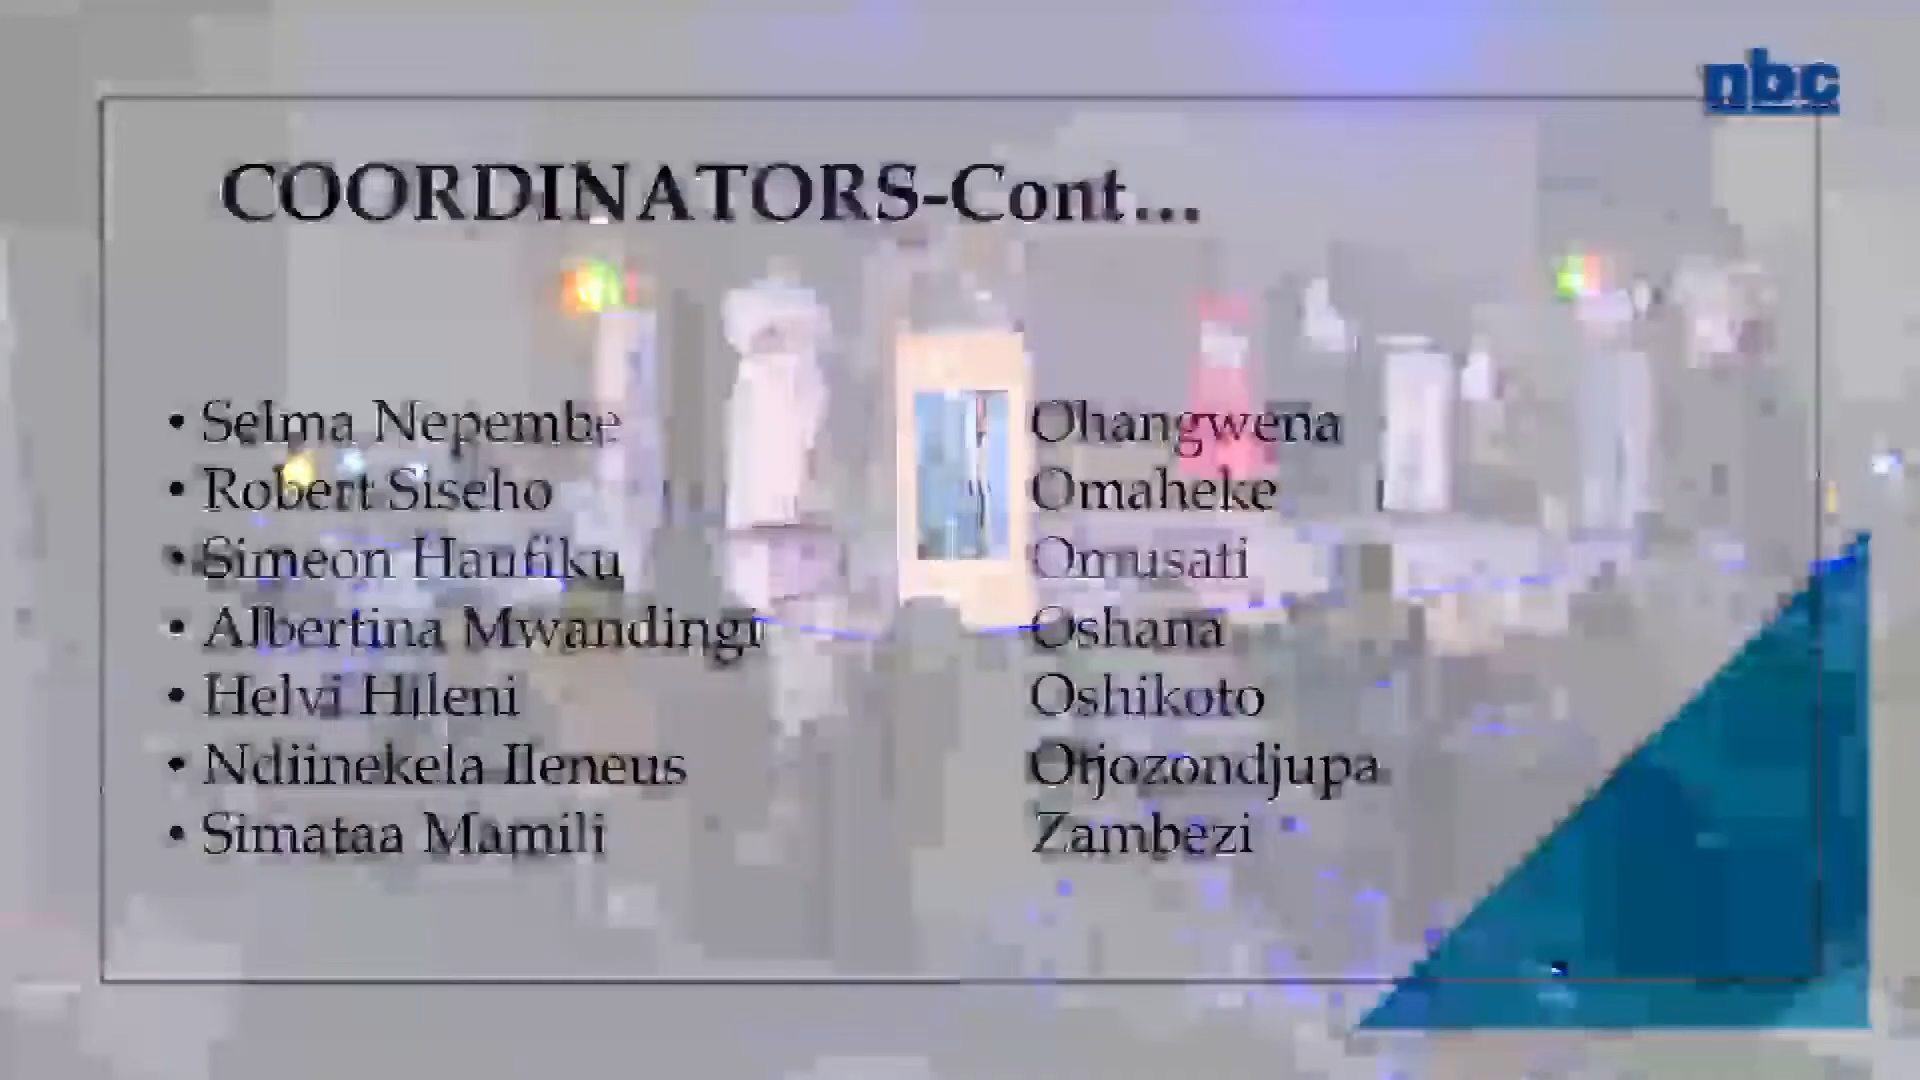 nbc
COORDINATORS-Cont...
• Selma Nepembe Ohangwena
• Robert Siseho Omaheke
• Simeon Haufiku Omusati
• Albertina Mwandingi Oshana
• Helvi Hileni Oshikoto
• Ndiinekela Ileneus Otjozondjupa
• Simataa Mamili Zambezi